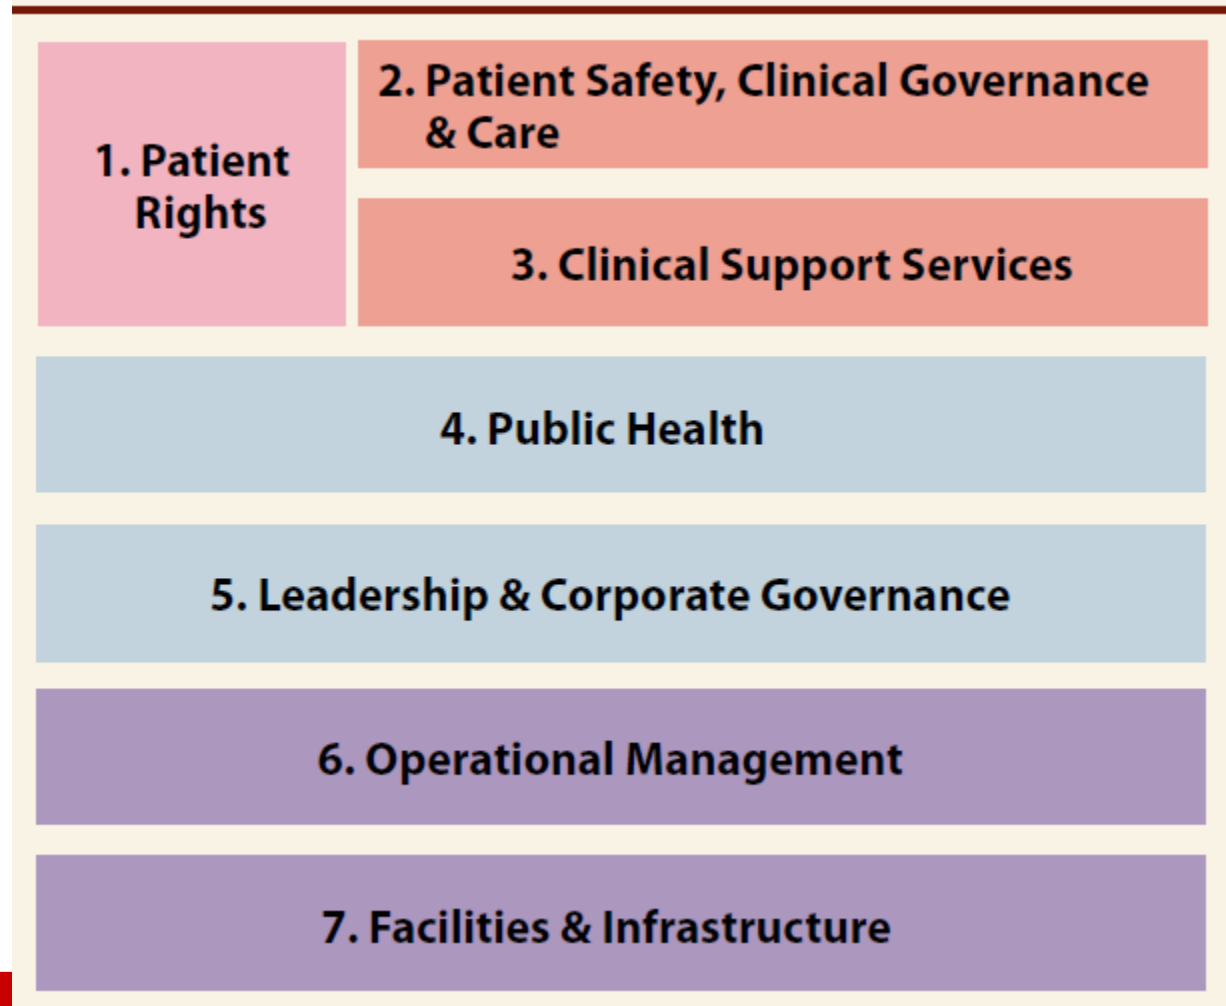 1. Patient
Rights
2. Patient Safety, Clinical Governance
& Care
3. Clinical Support Services
4. Public Health
5. Leadership & Corporate Governance
6. Operational Management
7. Facilities & Infrastructure